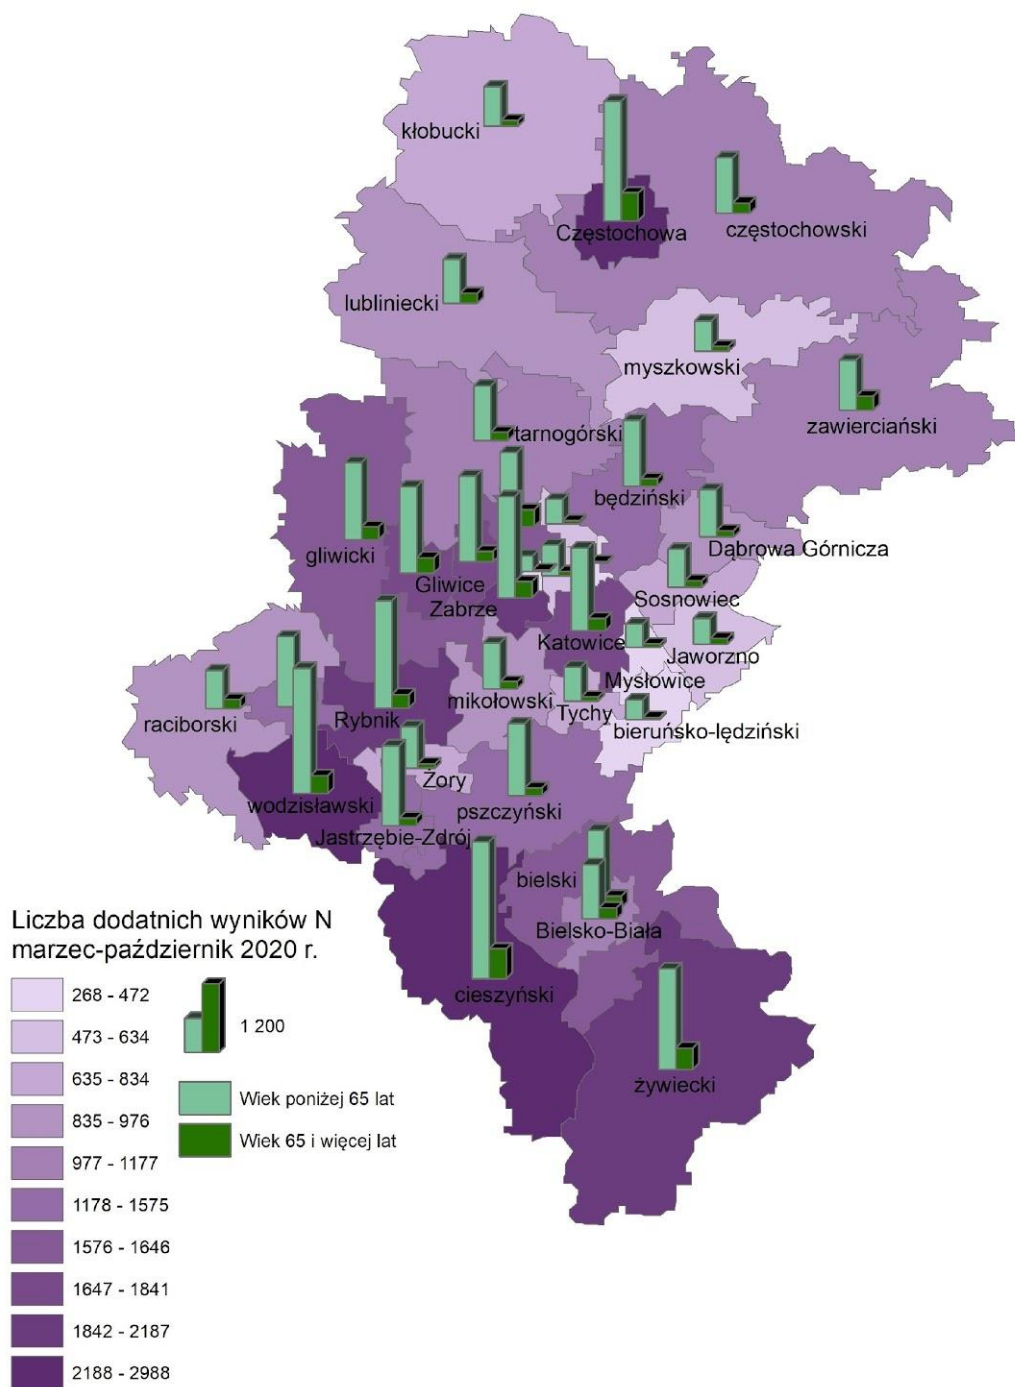 kłobucki
Częstochowa
częstochowski
lubliniecki
myszkowski
zawierciański
tarnogórski
będziński
Dąbrowa Górnicza
gliwicki
Gliwice
Zabrze
Sosnowiec
Katowice
Jaworzno
Mysłowice
mikołowski
Tychy
bieruńsko-lędziński
raciborski
Rybnik
Żory
wodzisławski
pszczyński
Jastrzębie-Zdrój
bielski
Bielsko-Biała
cieszyński
żywiecki
Liczba dodatnich wyników N
marzec-październik 2020 r.
268 - 472
473 - 634
635 - 834
835 - 976
977 - 1177
1178 - 1575
1576 - 1646
1647 - 1841
1842 - 2187
2188 - 2988
1 200
Wiek poniżej 65 lat
Wiek 65 i więcej lat